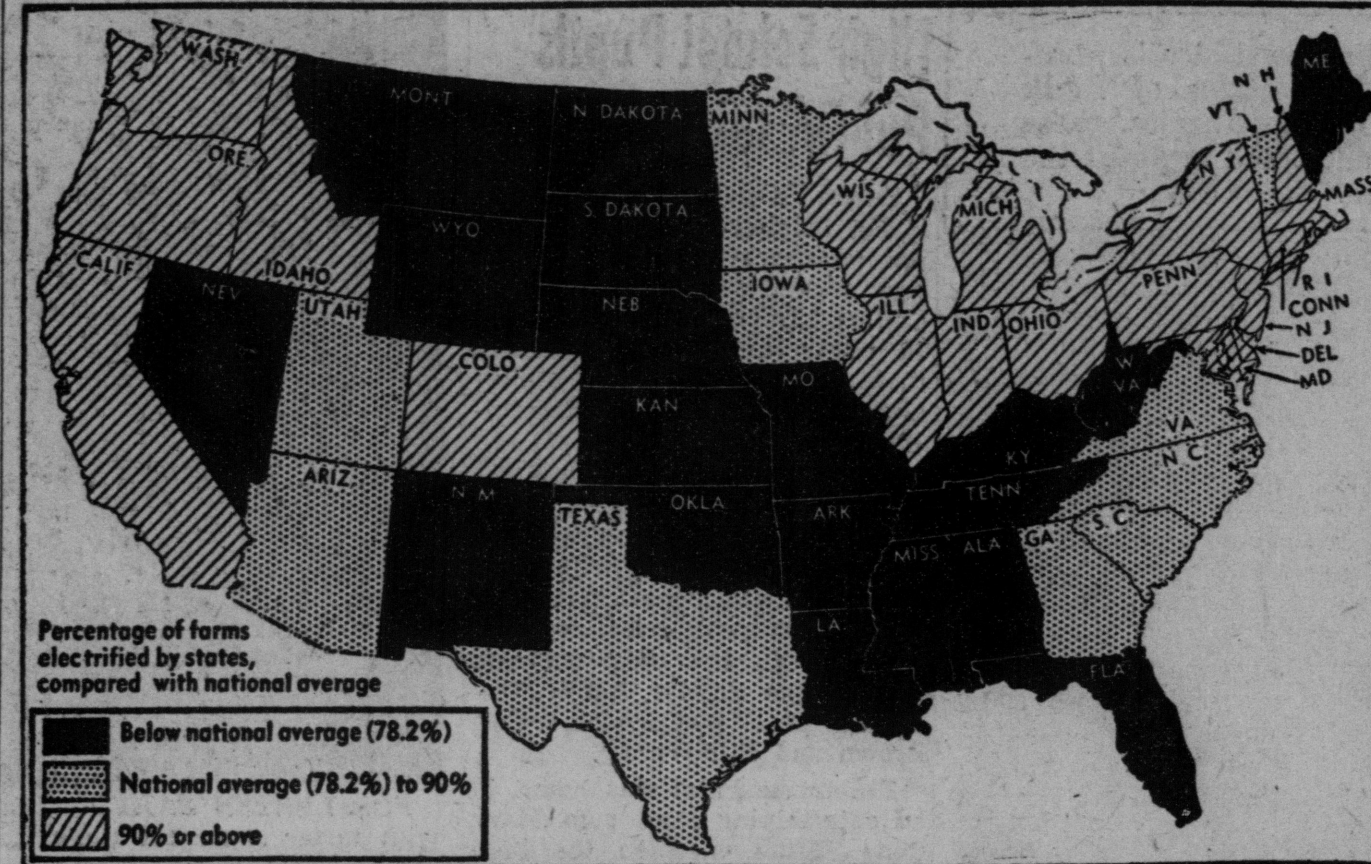 WASH.
MONT
N. DAKOTA
MINN
ME
N H
VT
ORE.
S. DAKOTA
WIS
MICH
N Y
MASS
WYO
CALIF
IDAHO
NEV
UTAH
NEB
IOWA
ILL
IND
OHIO
PENN
R I
CONN
N J
DEL
MD
COLO.
KAN
MO
W VA
VA
KY
N C
ARIZ
N M
TEXAS
OKLA
ARK
TENN
MISS
ALA
GA
S C
LA
FLA
Percentage of farms
electrified by states,
compared with national average
Below national average (78.2%)
National average (78.2%) to 90%
90% or above